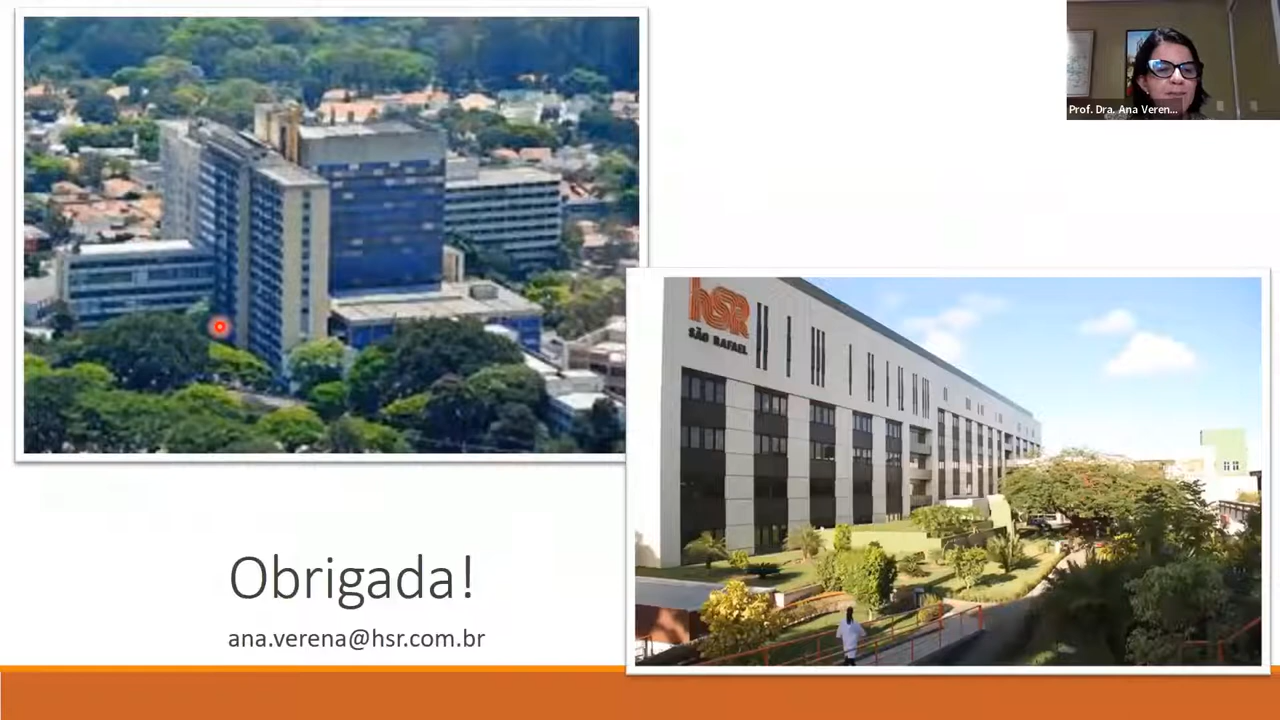 Prof. Dra. Ana Veren...
hSR
SÃO RAFAEL
Obrigada!
ana.verena@hsr.com.br